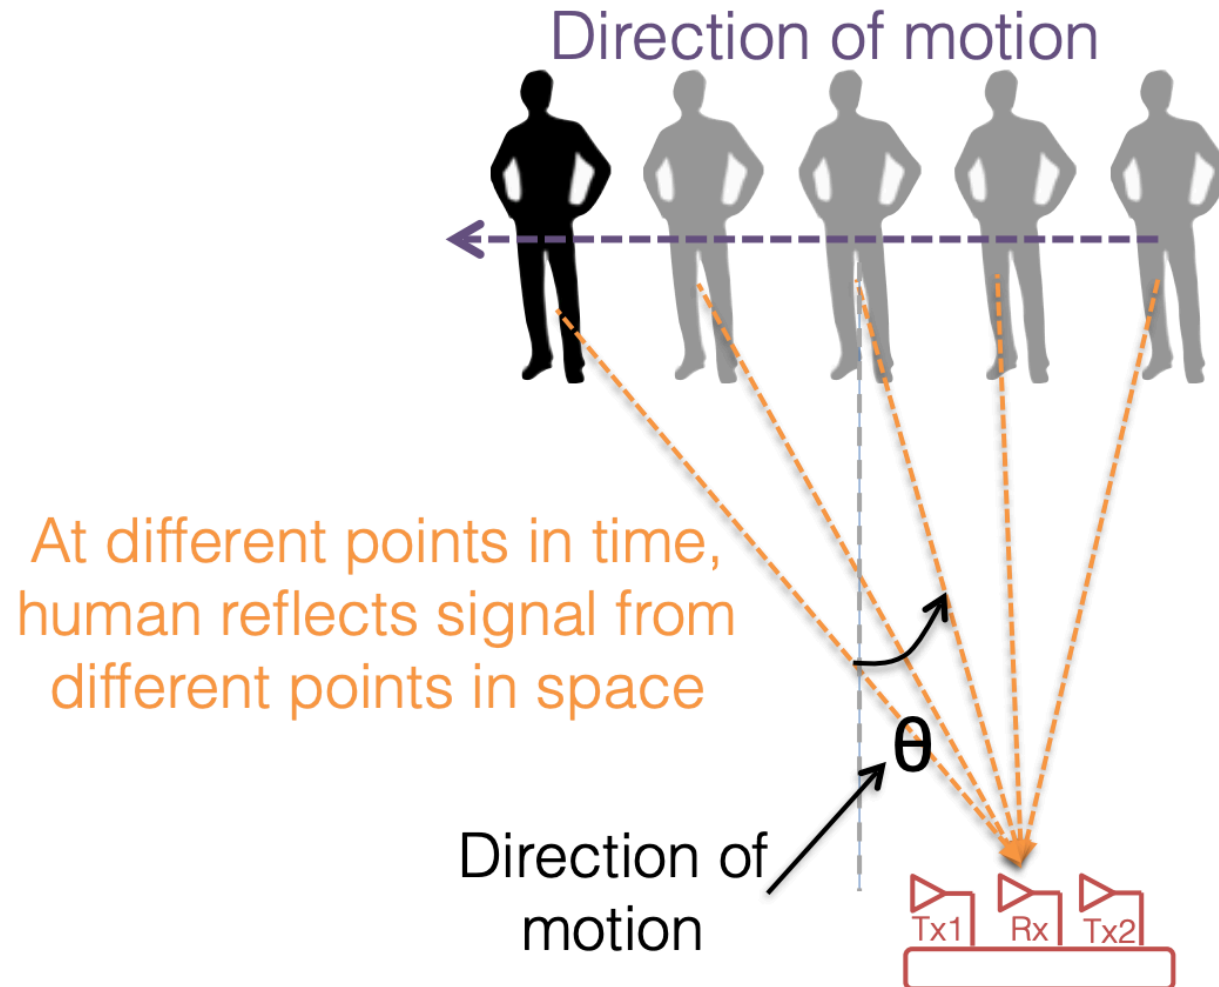 Direction of motion
At different points in time,
human reflects signal from
different points in space
θ
Direction of
motion
Tx1 Rx Tx2